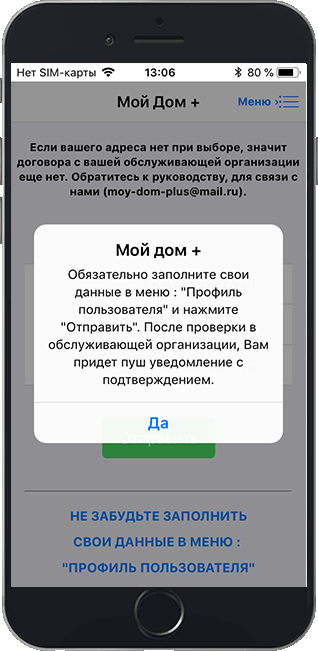 Нет SIM-карты 13:06 80 %
Мой Дом + Меню
Если вашего адреса нет при выборе, значит
договора с вашей обслуживающей организации
еще нет. Обратитесь к руководству, для связи с
нами (moy-dom-plus@mail.ru).
Мой дом +
Обязательно заполните свои
данные в меню : "Профиль
пользователя" и нажмите
"Отправить". После проверки в
обслуживающей организации, Вам
придет пуш уведомление с
подтверждением.
Да
НЕ ЗАБУДЬТЕ ЗАПОЛНИТЬ
СВОИ ДАННЫЕ В МЕНЮ :
"ПРОФИЛЬ ПОЛЬЗОВАТЕЛЯ"